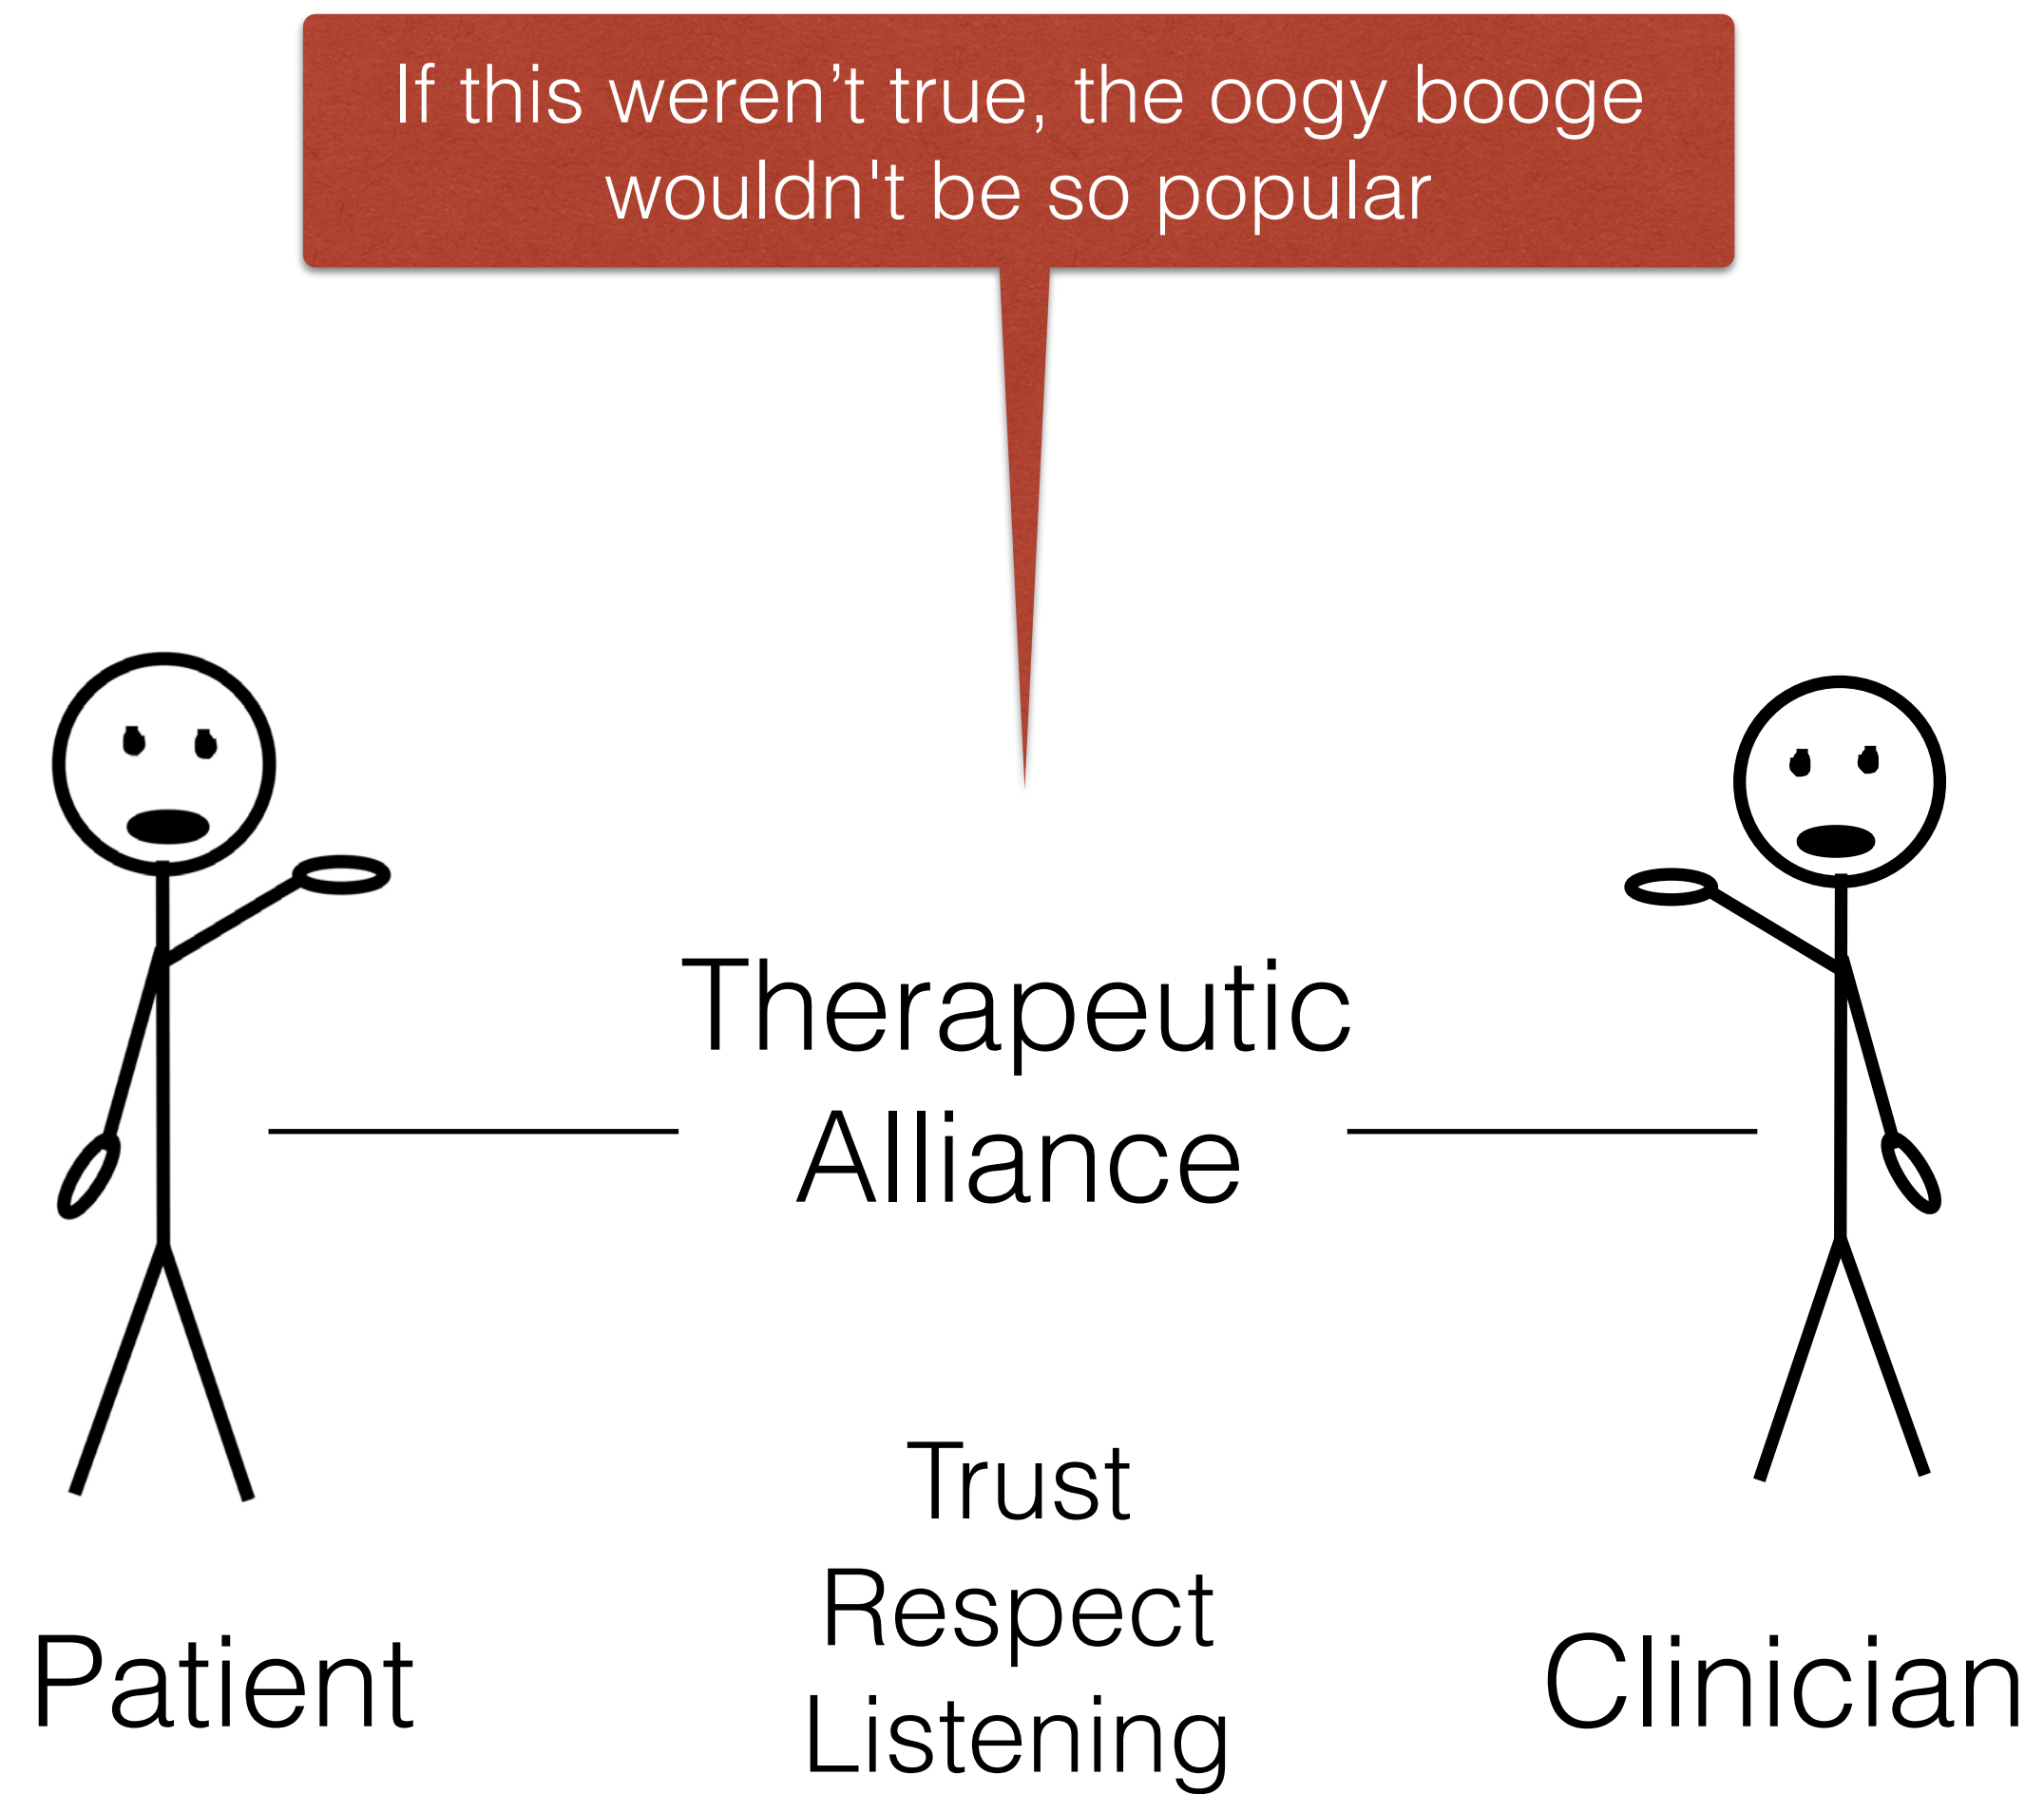 If this weren’t true, the oogy booge
wouldn't be so popular
Therapeutic
Alliance
Trust
Respect
Listening
Patient
Clinician